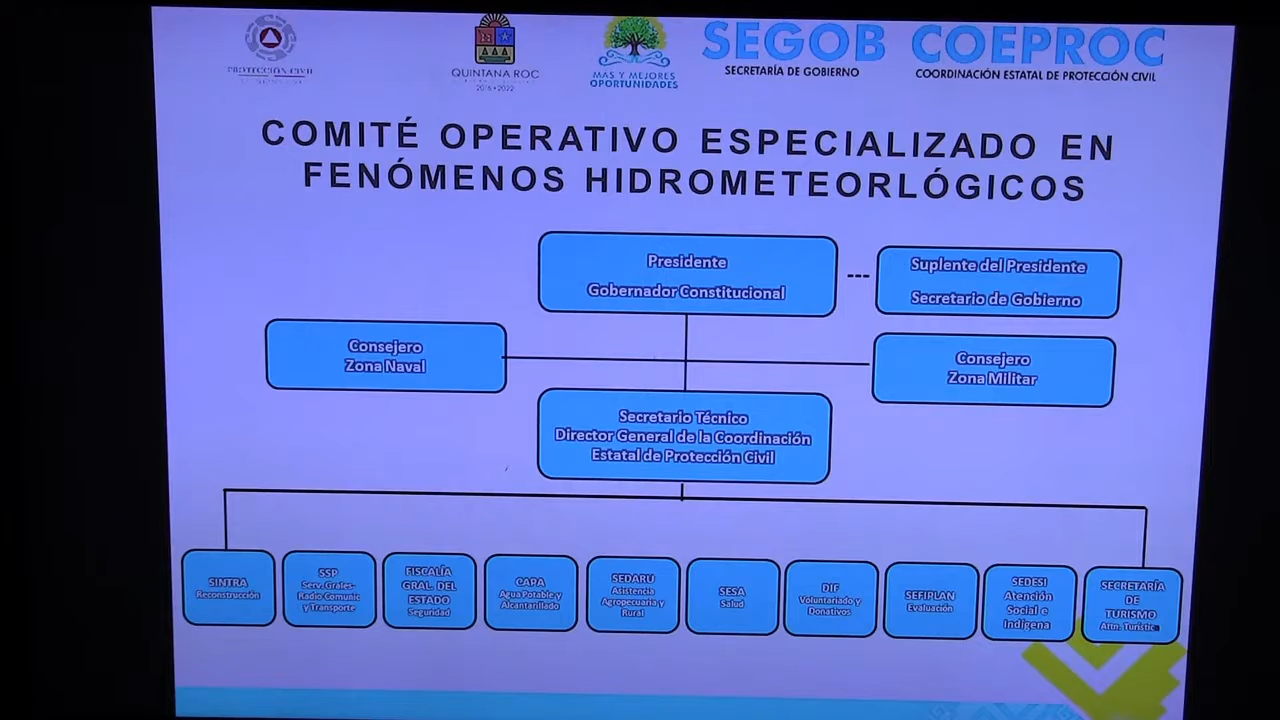 PROTECCIÓN CIVIL
QUINTANA ROO
2016 • 2022
MÁS Y MEJORES
OPORTUNIDADES
SEGOB
SECRETARÍA DE GOBIERNO
COEPROC
COORDINACIÓN ESTATAL DE PROTECCIÓN CIVIL
COMITÉ OPERATIVO ESPECIALIZADO EN
FENÓMENOS HIDROMETEORLÓGICOS
Presidente
Gobernador Constitucional
---
Suplente del Presidente
Secretario de Gobierno
Consejero
Zona Naval
Consejero
Zona Militar
Secretario Técnico
Director General de la Coordinación
Estatal de Protección Civil
SINTRA
Reconstrucción
SSP
Serv. Grales-
Radio Comunic
y Transporte
FISCALÍA
GRAL. DEL
ESTADO
Seguridad
CAPA
Agua Potable y
Alcantarillado
SEDARU
Asistencia
Agropecuaria y
Rural
SESA
Salud
DIF
Voluntariado y
Donativos
SEFIPLAN
Evaluación
SEDESI
Atención
Social e
Indígena
SECRETARÍA
DE
TURISMO
Attn. Turístic